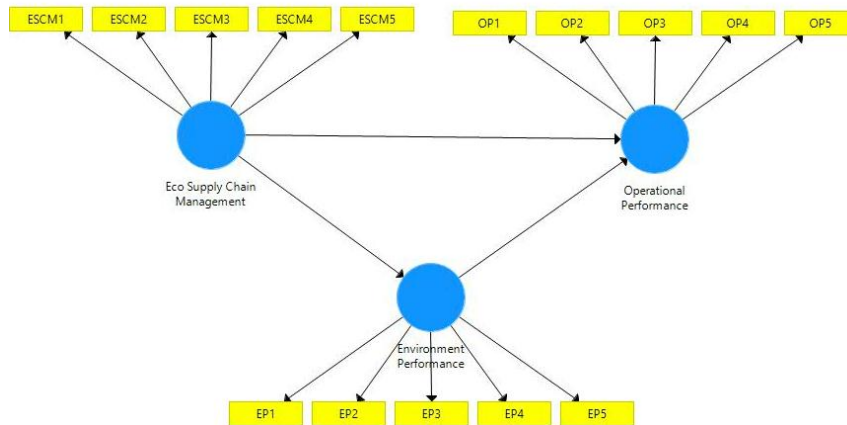 ESCM1
ESCM2
ESCM3
ESCM4
ESCM5
OP1
OP2
OP3
OP4
OP5
Eco Supply Chain
Management
Operational
Performance
Environment
Performance
EP1
EP2
EP3
EP4
EP5